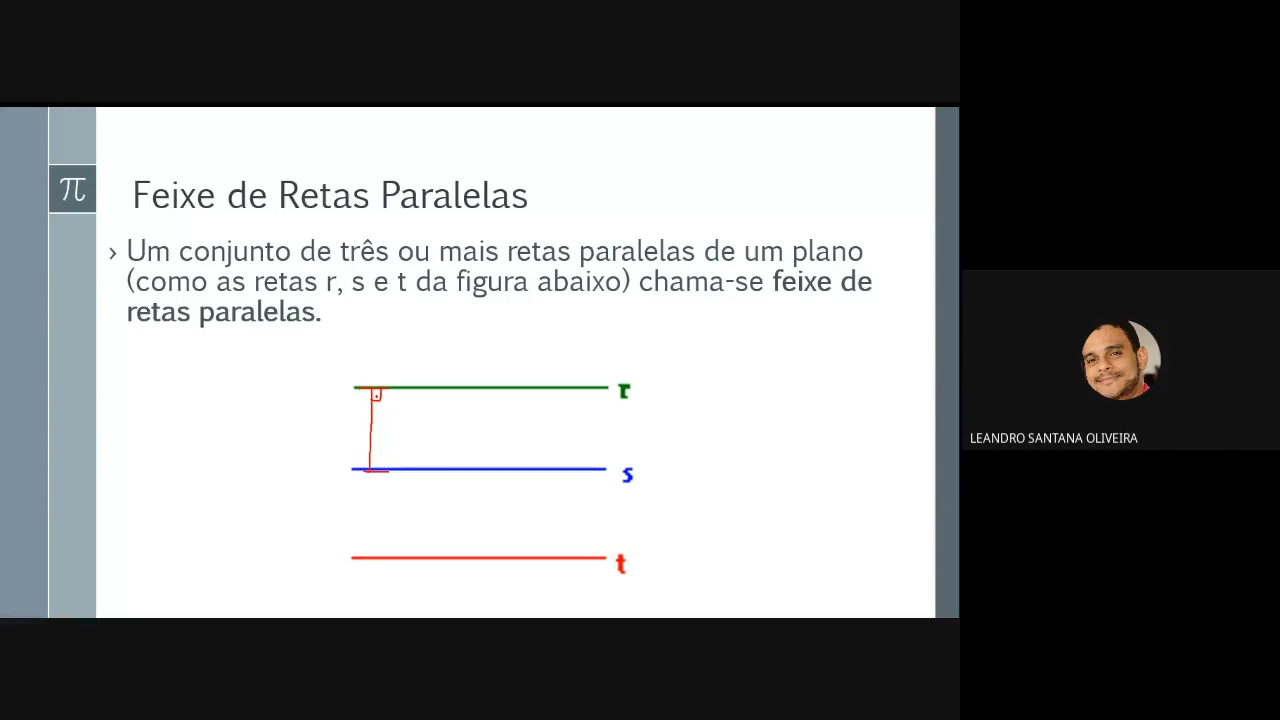 π
Feixe de Retas Paralelas
› Um conjunto de três ou mais retas paralelas de um plano
(como as retas r, s e t da figura abaixo) chama-se feixe de
retas paralelas.
r
s
t
LEANDRO SANTANA OLIVEIRA